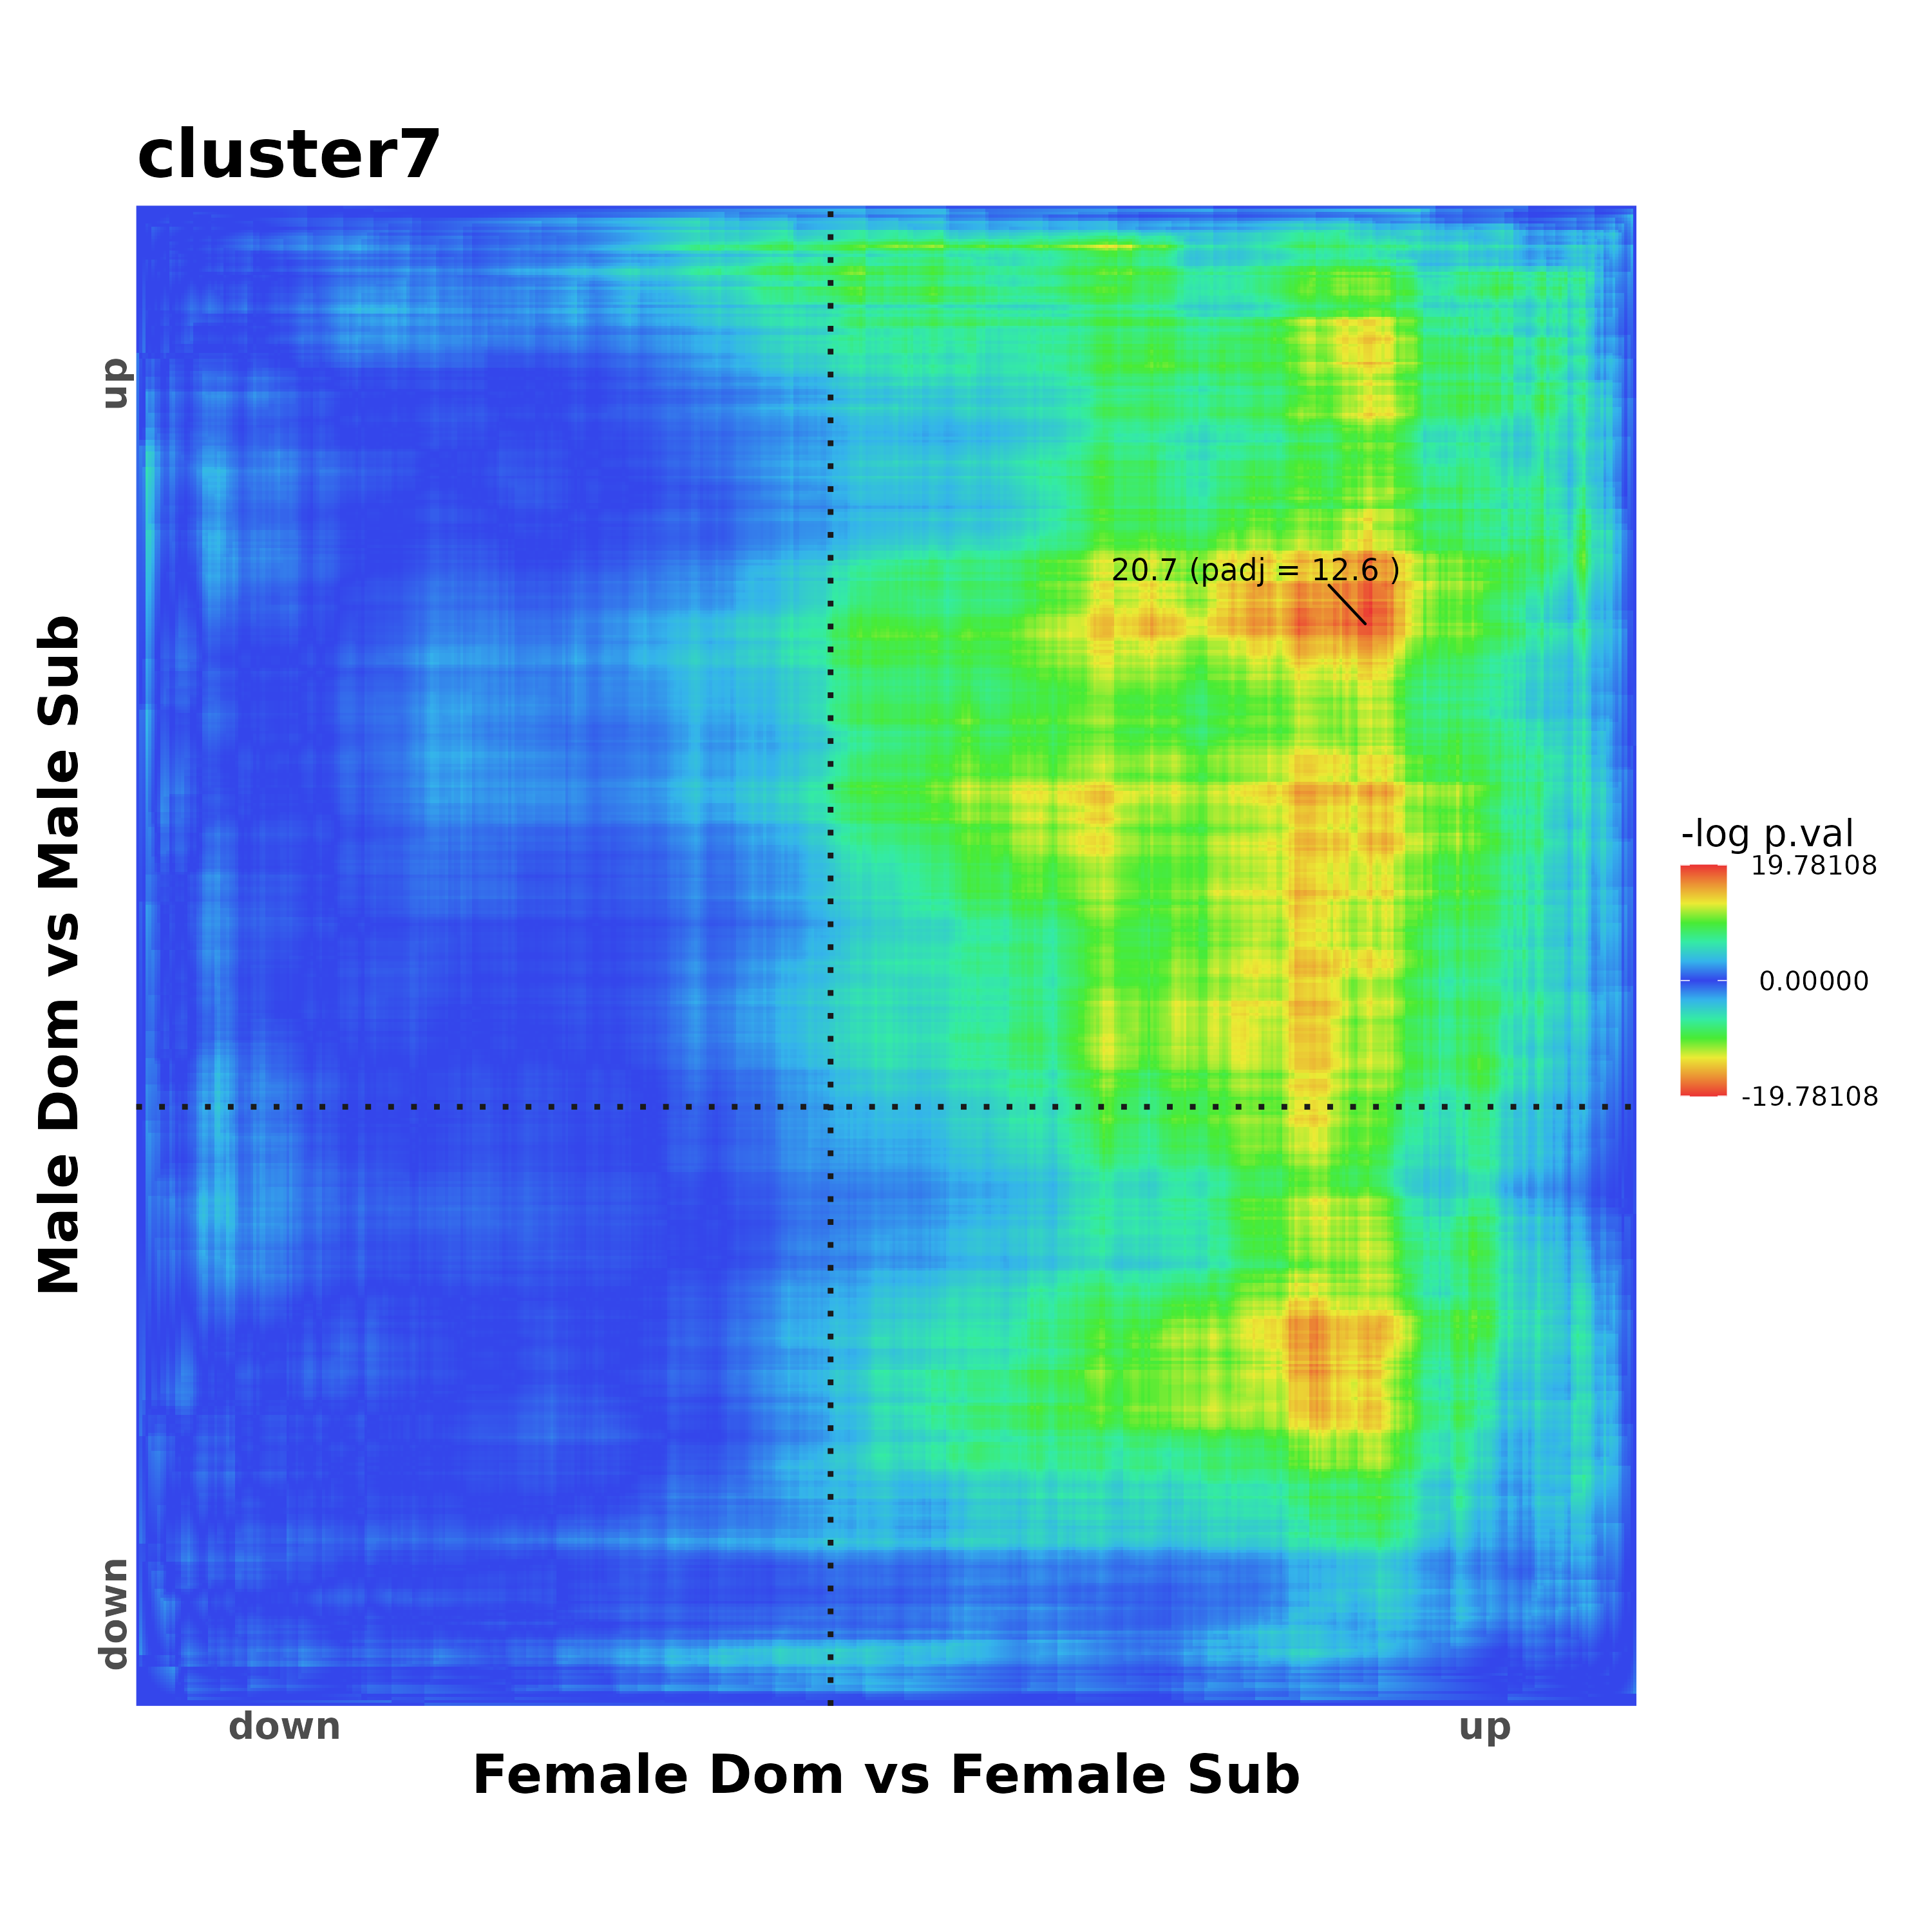 cluster7
up
Male Dom vs Male Sub
down
20.7 (padj = 12.6 )
-log p.val
19.78108
0.00000
-19.78108
down
up
Female Dom vs Female Sub